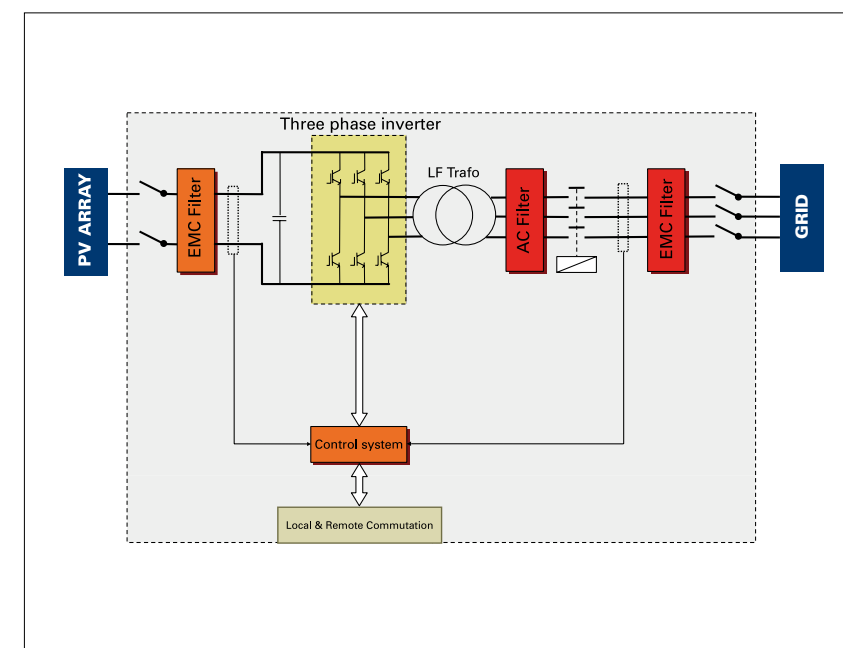 Three phase inverter
LF Trafo
PV ARRAY
EMC Filter
AC Filter
EMC Filter
GRID
Control system
Local & Remote Commutation